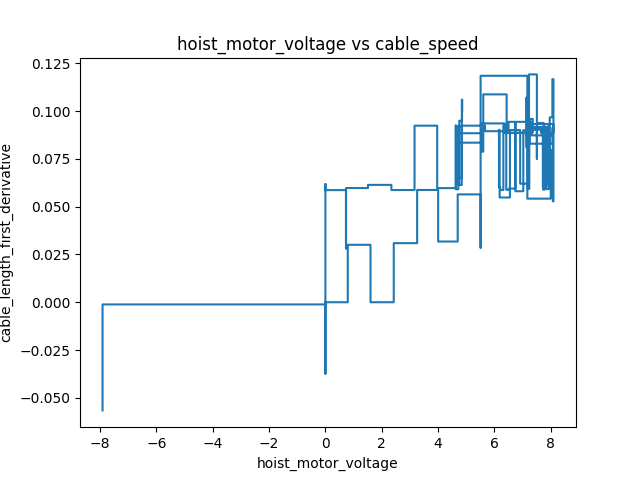 hoist_motor_voltage vs cable_speed
cable_length_first_derivative
0.125
0.100
0.075
0.050
0.025
0.000
−0.025
−0.050
−8 −6 −4 −2 0 2 4 6 8
hoist_motor_voltage